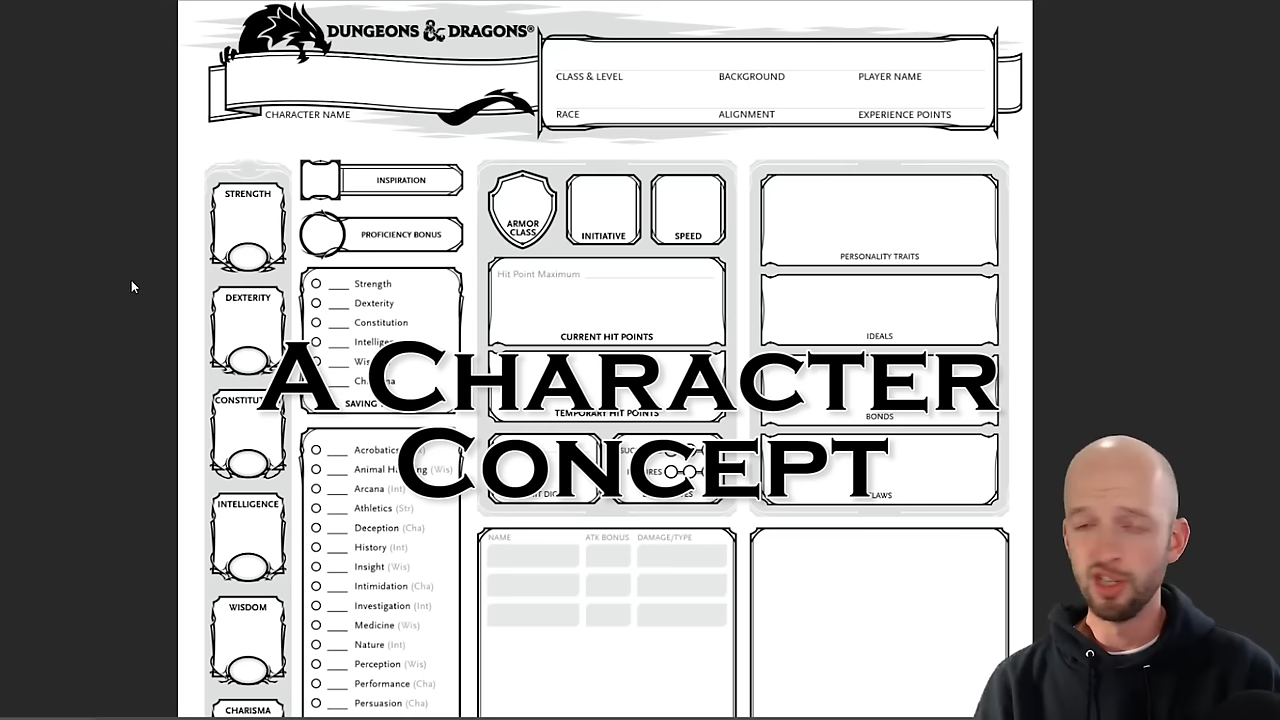 DUNGEONS & DRAGONS®
CHARACTER NAME
CLASS & LEVEL
BACKGROUND
PLAYER NAME
RACE
ALIGNMENT
EXPERIENCE POINTS
STRENGTH
DEXTERITY
INTELLIGENCE
WISDOM
CHARISMA
INSPIRATION
PROFICIENCY BONUS
Strength
Dexterity
Constitution
SAVING
Acrobatics
Animal (Wis)
Arcana (Int)
Athletics (Str)
Deception (Cha)
History (Int)
Insight (Wis)
Intimidation (Cha)
Investigation (Int)
Medicine (Wis)
Nature (Int)
Perception (Wis)
Performance (Cha)
Persuasion (Cha)
ARMOR
CLASS
INITIATIVE
SPEED
Hit Point Maximum
CURRENT HIT POINTS
TEMPORARY HIT POINTS
NAME
ATK BONUS
DAMAGE/TYPE
PERSONALITY TRAITS
IDEALS
BONDS
A CHARACTER
CONCEPT